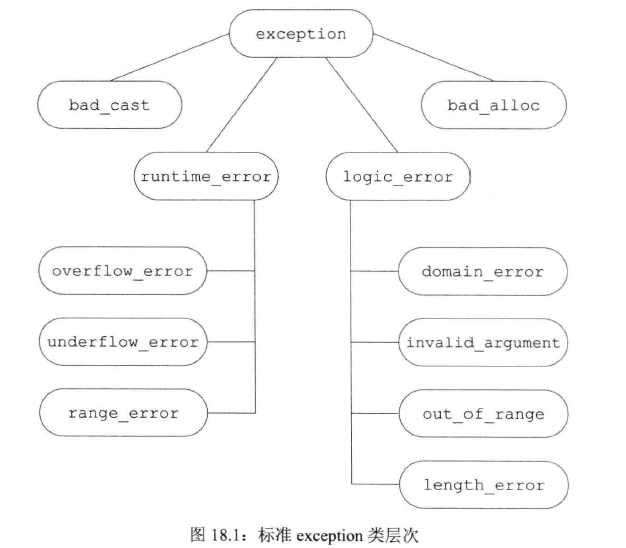 exception
bad_cast
bad_alloc
runtime_error
logic_error
overflow_error
domain_error
underflow_error
invalid_argument
range_error
out_of_range
length_error
图 18.1：标准 exception 类层次